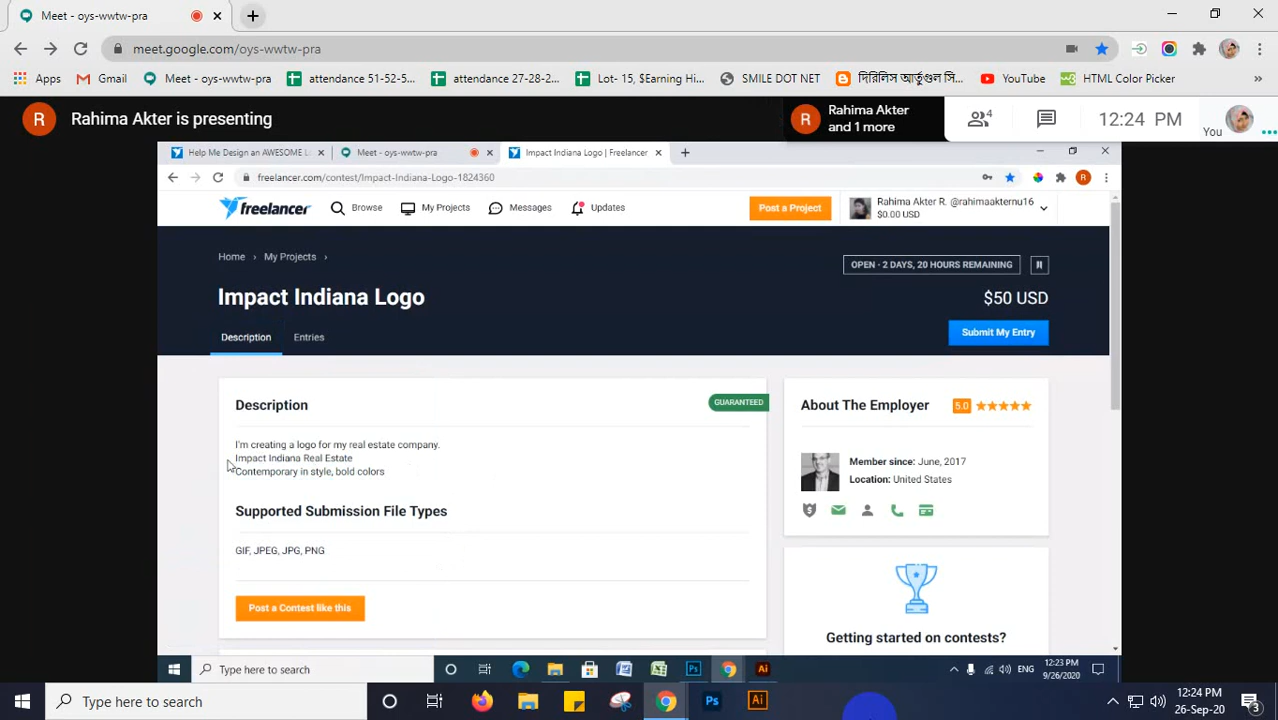 Meet - oys-wwtw-pra
meet.google.com/oys-wwtw-pra
Apps Gmail Meet - oys-wwtw-pra attendance 51-52-5... attendance 27-28-2... Lot- 15, $Earning Hi... SMILE DOT NET দিরিলিস আর্তুগুল সি... YouTube HTML Color Picker »
R Rahima Akter is presenting
R Rahima Akter and 1 more 4 12:24 PM You
Help Me Design an AWESOME L Meet - oys-wwtw-pra Impact Indiana Logo | Freelancer
freelancer.com/contest/Impact-Indiana-Logo-1824360 R
freelancer Browse My Projects Messages Updates Post a Project Rahima Akter R. @rahimaakternu16
$0.00 USD
Home › My Projects ›
OPEN - 2 DAYS, 20 HOURS REMAINING
Impact Indiana Logo
$50 USD
Description Entries
Submit My Entry
Description
GUARANTEED
I'm creating a logo for my real estate company.
Impact Indiana Real Estate
Contemporary in style, bold colors
Supported Submission File Types
GIF, JPEG, JPG, PNG
Post a Contest like this
About The Employer 5.0
Member since: June, 2017
Location: United States
Getting started on contests?
Type here to search Ps Ai ENG 12:23 PM
9/26/2020
Type here to search Ps Ai 12:24 PM
26-Sep-20 3